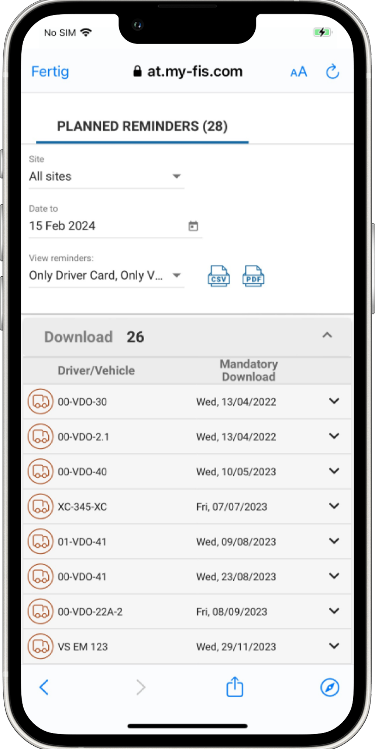 No SIM
Fertig
at.my-fis.com
AA
PLANNED REMINDERS (28)
Site
All sites
Date to
15 Feb 2024
View reminders:
Only Driver Card, Only V...
CSV
PDF
Download 26
Driver/Vehicle
Mandatory
Download
00-VDO-30 Wed, 13/04/2022
00-VDO-2.1 Wed, 13/04/2022
00-VDO-40 Wed, 10/05/2023
XC-345-XC Fri, 07/07/2023
01-VDO-41 Wed, 09/08/2023
00-VDO-41 Wed, 23/08/2023
00-VDO-22A-2 Fri, 08/09/2023
VS EM 123 Wed, 29/11/2023